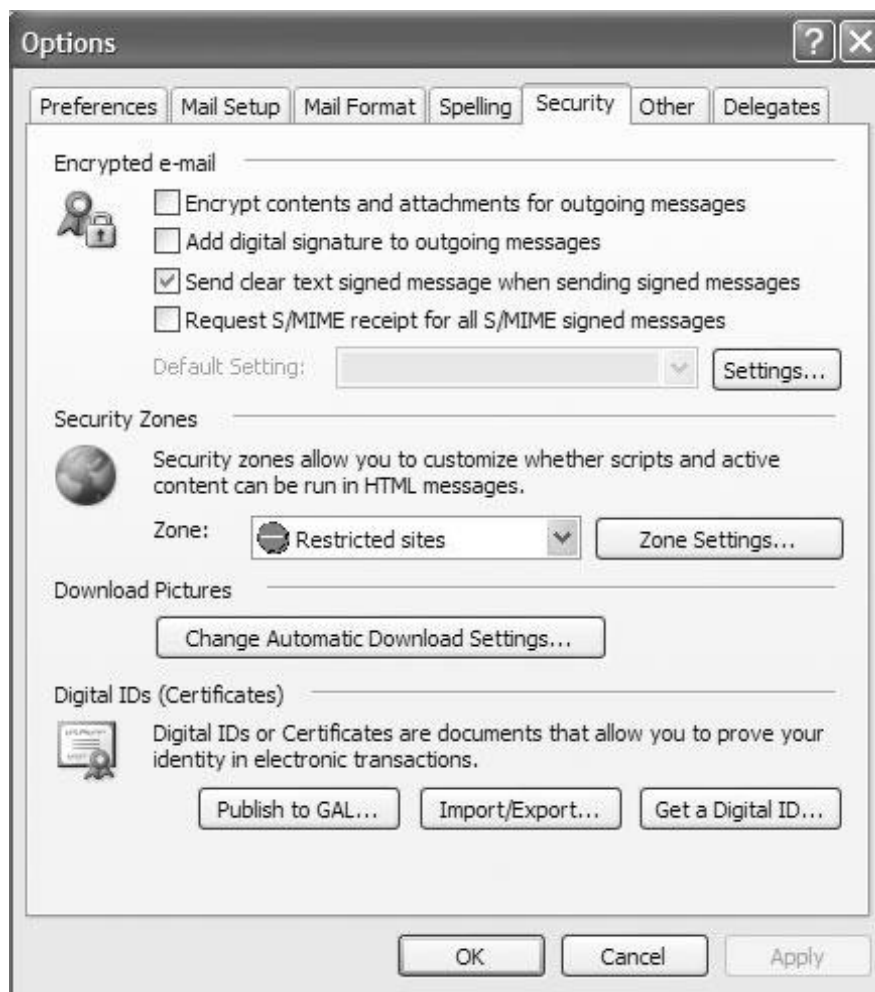 Options
Preferences Mail Setup Mail Format Spelling Security Other Delegates
Encrypted e-mail
Encrypt contents and attachments for outgoing messages
Add digital signature to outgoing messages
Send clear text signed message when sending signed messages
Request S/MIME receipt for all S/MIME signed messages
Default Setting: Settings...
Security Zones
Security zones allow you to customize whether scripts and active
content can be run in HTML messages.
Zone: Restricted sites Zone Settings...
Download Pictures
Change Automatic Download Settings...
Digital IDs (Certificates)
Digital IDs or Certificates are documents that allow you to prove your
identity in electronic transactions.
Publish to GAL... Import/Export... Get a Digital ID...
OK Cancel Apply